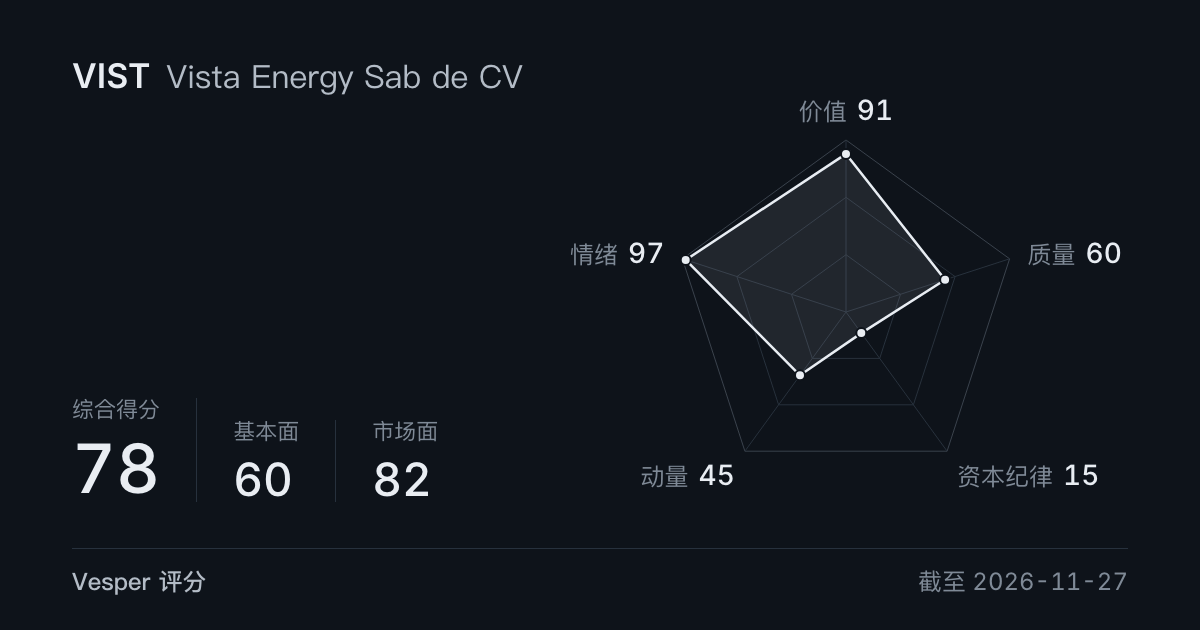 VIST Vista Energy Sab de CV
价值 91
情绪 97
质量 60
动量 45
资本纪律 15
综合得分
78
基本面
60
市场面
82
Vesper 评分
截至 2026-11-27